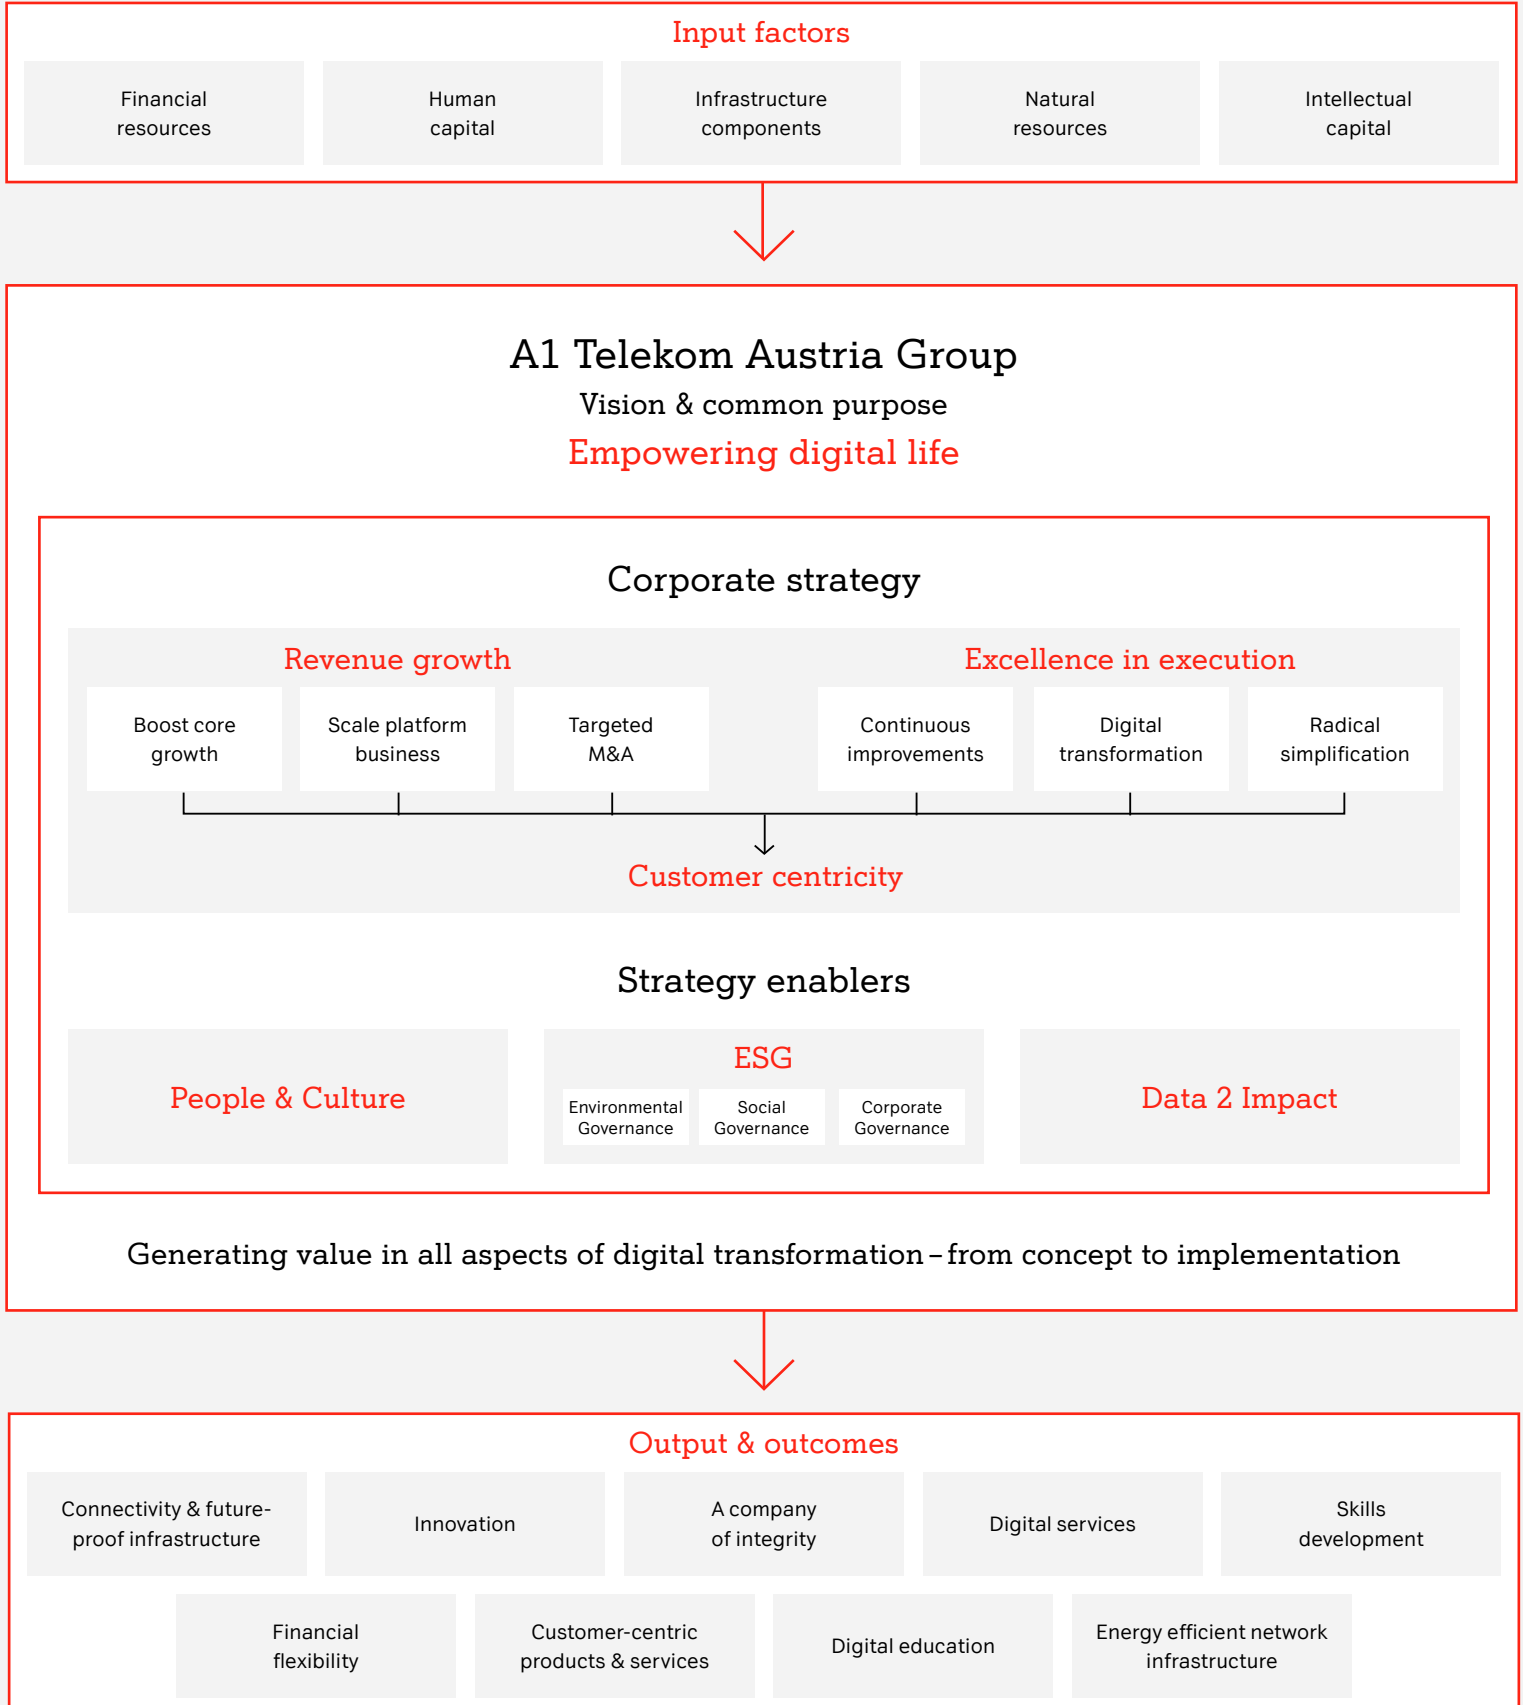 Input factors
Financial
resources
Human
capital
Infrastructure
components
Natural
resources
Intellectual
capital
A1 Telekom Austria Group
Vision & common purpose
Empowering digital life
Corporate strategy
Revenue growth
Boost core
growth
Scale platform
business
Targeted
M&A
Excellence in execution
Continuous
improvements
Digital
transformation
Radical
simplification
Customer centricity
Strategy enablers
People & Culture
ESG
Environmental
Governance
Social
Governance
Corporate
Governance
Data 2 Impact
Generating value in all aspects of digital transformation – from concept to implementation
Output & outcomes
Connectivity & future-
proof infrastructure
Innovation
A company
of integrity
Digital services
Skills
development
Financial
flexibility
Customer-centric
products & services
Digital education
Energy efficient network
infrastructure